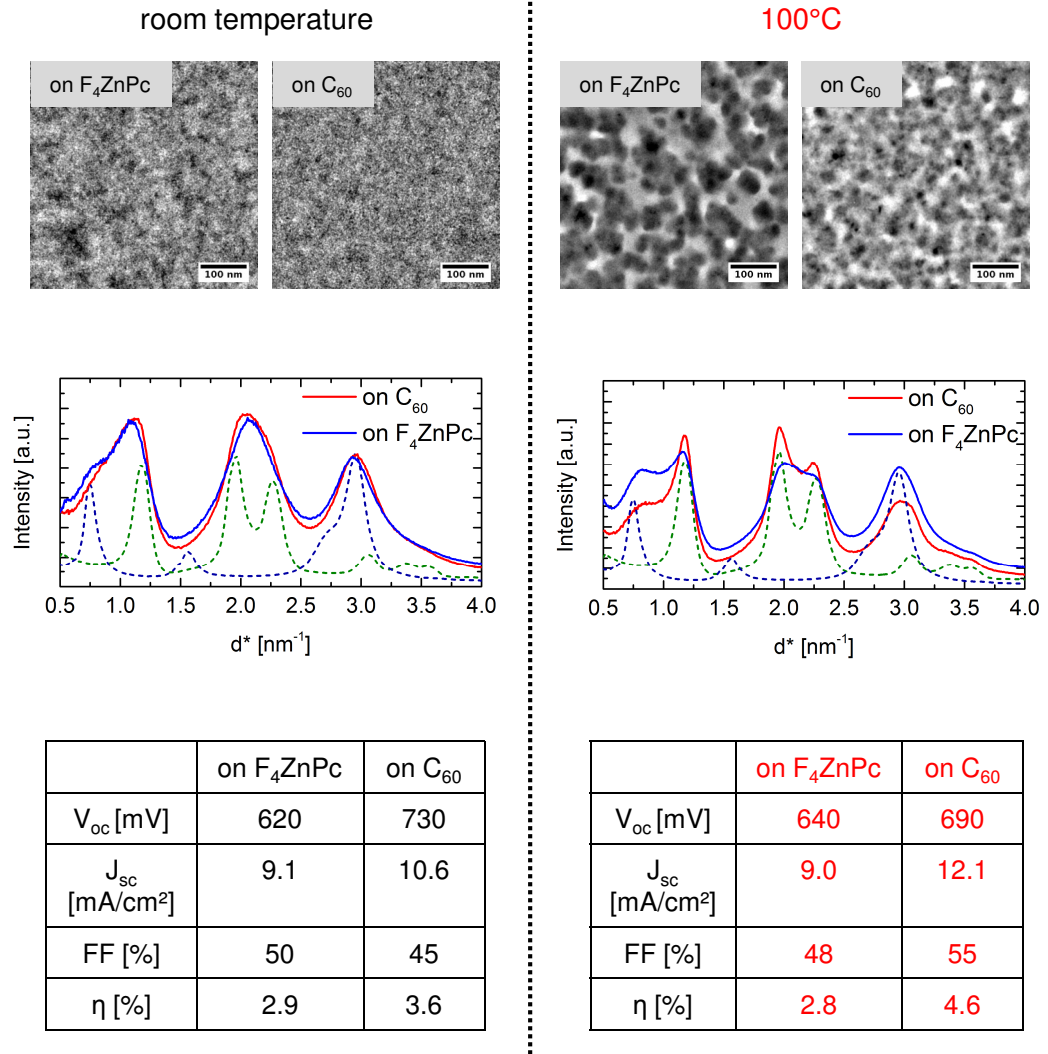 room temperature
100°C
on F₄ZnPc
on C₆₀
on F₄ZnPc
on C₆₀
100 nm
100 nm
100 nm
100 nm
on C₆₀
on F₄ZnPc
Intensity [a.u.]
0.5 1.0 1.5 2.0 2.5 3.0 3.5 4.0
d* [nm⁻¹]
on C₆₀
on F₄ZnPc
Intensity [a.u.]
0.5 1.0 1.5 2.0 2.5 3.0 3.5 4.0
d* [nm⁻¹]
on F₄ZnPc on C₆₀
V_oc [mV] 620 730
J_sc 9.1 10.6
[mA/cm²]
FF [%] 50 45
η [%] 2.9 3.6
on F₄ZnPc on C₆₀
V_oc [mV] 640 690
J_sc 9.0 12.1
[mA/cm²]
FF [%] 48 55
η [%] 2.8 4.6